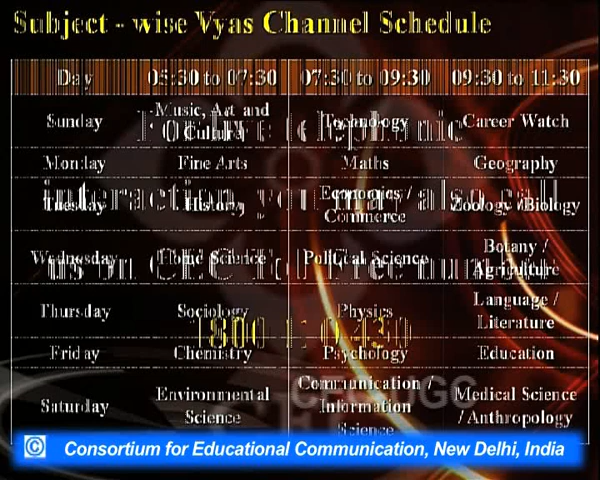 Subject - wise Vyas Channel Schedule
Day 05:30 to 07:30 07:30 to 09:30 09:30 to 11:30
Sunday Music, Art and Culture Technology Career Watch
For live telephonic
Monday Fine Arts Maths Geography
interaction, you may also call
Tuesday History Economics / Commerce Zoology / Biology
Wednesday Home Science Political Science Botany / Agriculture
us on CEC Toll Free number
Thursday Sociology Physics Language / Literature
1800
Friday Chemistry Psychology Education
Saturday Environmental Science Communication / Information Science Medical Science / Anthropology
© Consortium for Educational Communication, New Delhi, India